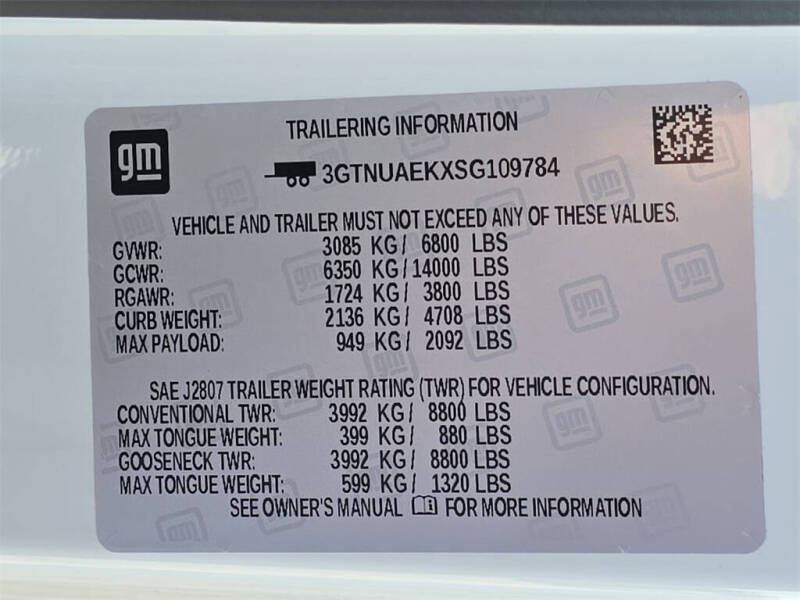 gm
TRAILERING INFORMATION
3GTNUAEKXSG109784
VEHICLE AND TRAILER MUST NOT EXCEED ANY OF THESE VALUES.
GVWR: 3085 KG / 6800 LBS
GCWR: 6350 KG / 14000 LBS
RGAWR: 1724 KG / 3800 LBS
CURB WEIGHT: 2136 KG / 4708 LBS
MAX PAYLOAD: 949 KG / 2092 LBS
SAE J2807 TRAILER WEIGHT RATING (TWR) FOR VEHICLE CONFIGURATION.
CONVENTIONAL TWR: 3992 KG / 8800 LBS
MAX TONGUE WEIGHT: 399 KG / 880 LBS
GOOSENECK TWR: 3992 KG / 8800 LBS
MAX TONGUE WEIGHT: 599 KG / 1320 LBS
SEE OWNER'S MANUAL FOR MORE INFORMATION